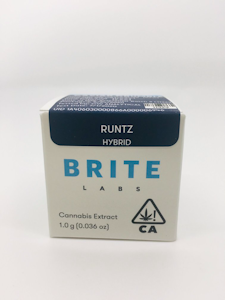 RUNTZ
HYBRID
BRITE
LABS
Cannabis Extract
1.0 g (0.036 oz)
CA